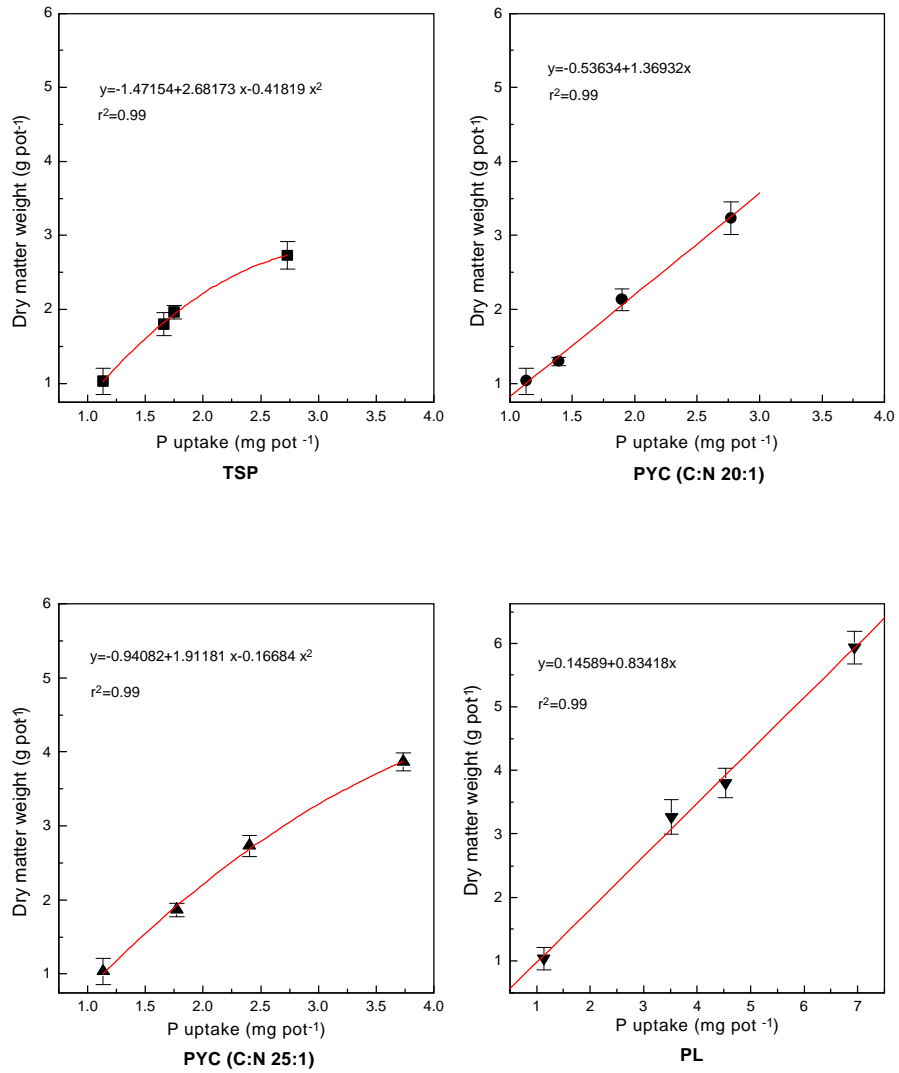 y=-1.47154+2.68173 x-0.41819 x²
r²=0.99
Dry matter weight (g pot⁻¹)
6
5
4
3
2
1
1.0 1.5 2.0 2.5 3.0 3.5 4.0
P uptake (mg pot ⁻¹)
TSP
y=-0.53634+1.36932x
r²=0.99
Dry matter weight (g pot⁻¹)
6
5
4
3
2
1
1.0 1.5 2.0 2.5 3.0 3.5 4.0
P uptake (mg pot ⁻¹)
PYC (C:N 20:1)
y=-0.94082+1.91181 x-0.16684 x²
r²=0.99
Dry matter weight (g pot⁻¹)
6
5
4
3
2
1
1.0 1.5 2.0 2.5 3.0 3.5 4.0
P uptake (mg pot⁻¹)
PYC (C:N 25:1)
y=0.14589+0.83418x
r²=0.99
Dry matter weight (g pot⁻¹)
6
5
4
3
2
1
1 2 3 4 5 6 7
P uptake (mg pot ⁻¹)
PL